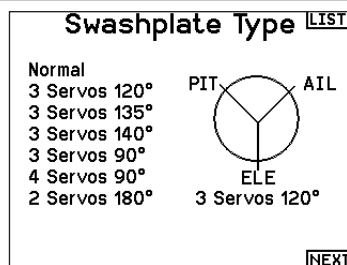 Swashplate Type LIST
Normal
3 Servos 120°
3 Servos 135°
3 Servos 140°
3 Servos 90°
4 Servos 90°
2 Servos 180°
PIT AIL
ELE
3 Servos 120°
NEXT